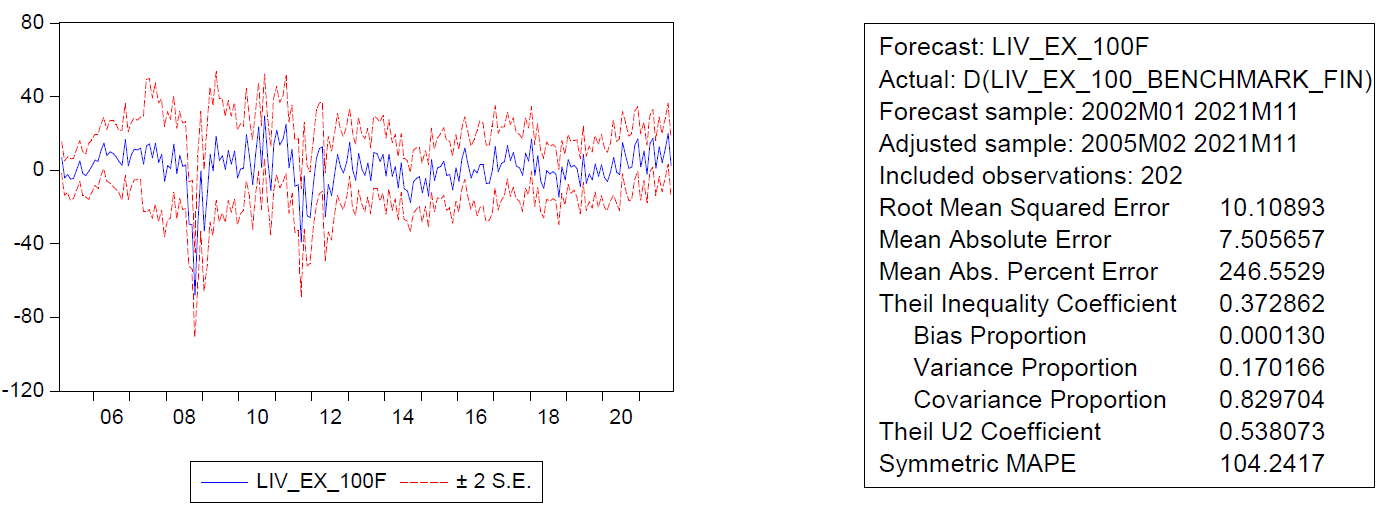 80
40
0
-40
-80
-120
06 08 10 12 14 16 18 20
LIV_EX_100F ± 2 S.E.
Forecast: LIV_EX_100F
Actual: D(LIV_EX_100_BENCHMARK_FIN)
Forecast sample: 2002M01 2021M11
Adjusted sample: 2005M02 2021M11
Included observations: 202
Root Mean Squared Error 10.10893
Mean Absolute Error 7.505657
Mean Abs. Percent Error 246.5529
Theil Inequality Coefficient 0.372862
Bias Proportion 0.000130
Variance Proportion 0.170166
Covariance Proportion 0.829704
Theil U2 Coefficient 0.538073
Symmetric MAPE 104.2417